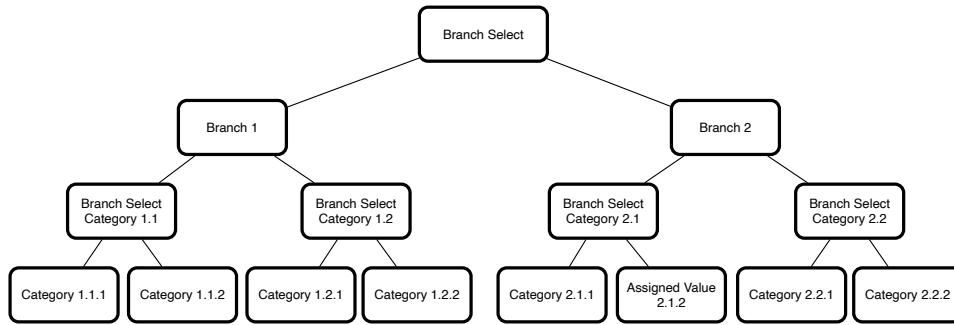 Branch Select
Branch 1
Branch 2
Branch Select
Category 1.1
Branch Select
Category 1.2
Branch Select
Category 2.1
Branch Select
Category 2.2
Category 1.1.1
Category 1.1.2
Category 1.2.1
Category 1.2.2
Category 2.1.1
Assigned Value
2.1.2
Category 2.2.1
Category 2.2.2